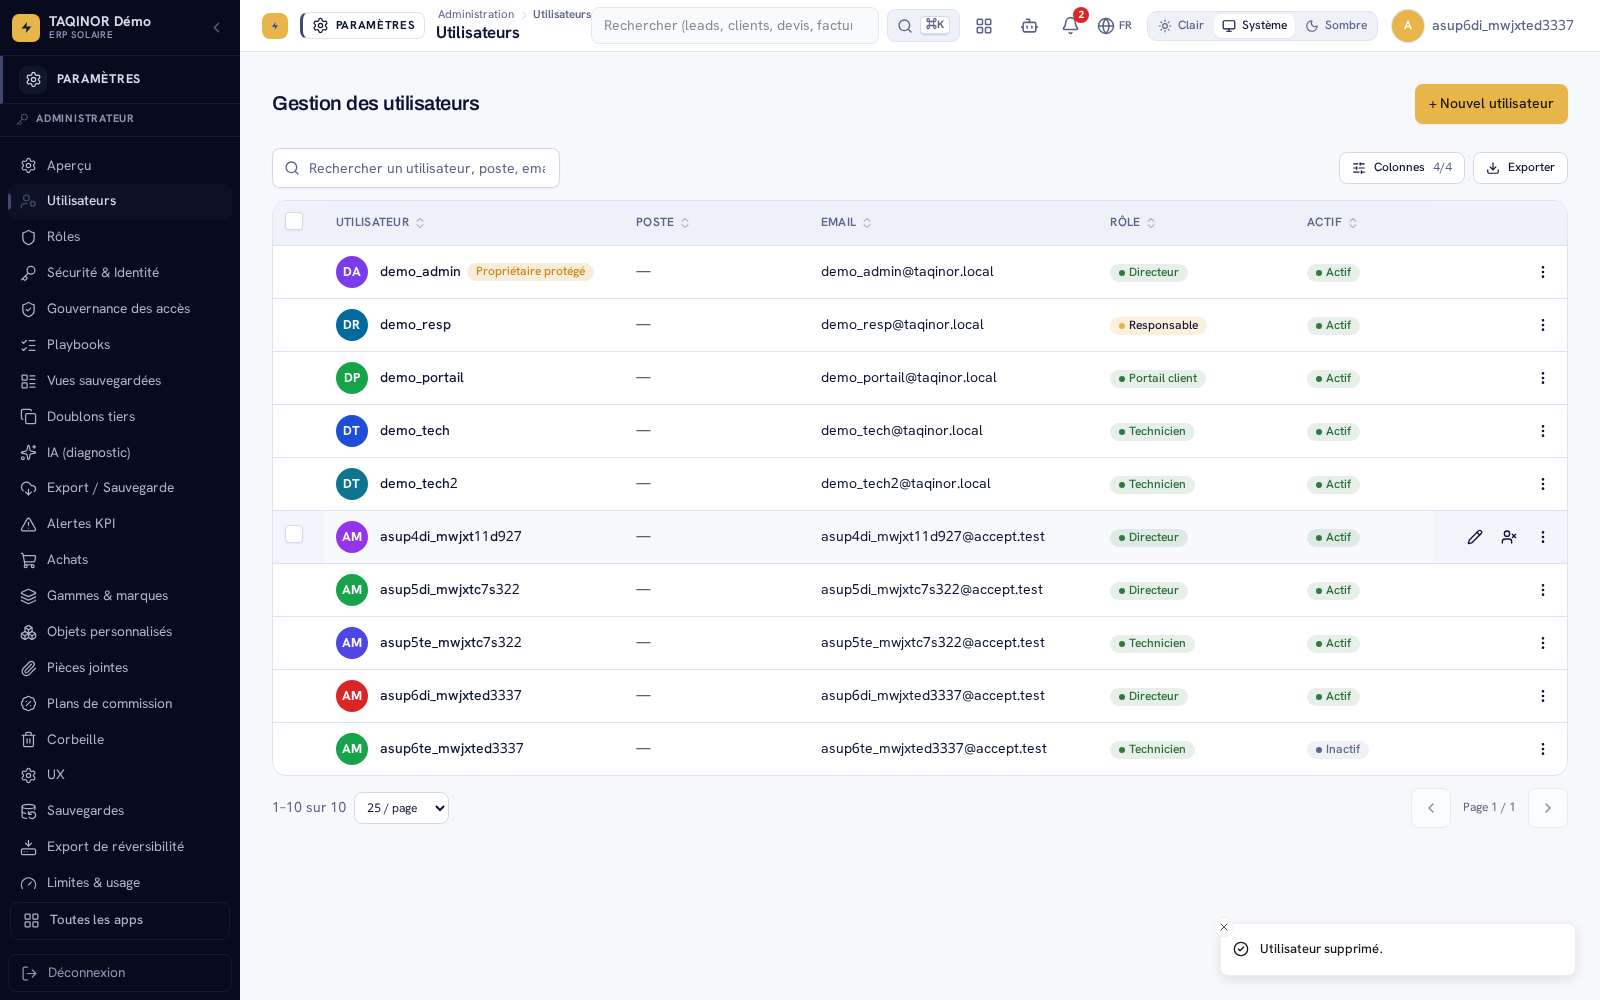 TAQINOR Démo
ERP SOLAIRE
PARAMÈTRES
ADMINISTRATEUR
Aperçu
Utilisateurs
Rôles
Sécurité & Identité
Gouvernance des accès
Playbooks
Vues sauvegardées
Doublons tiers
IA (diagnostic)
Export / Sauvegarde
Alertes KPI
Achats
Gammes & marques
Objets personnalisés
Pièces jointes
Plans de commission
Corbeille
UX
Sauvegardes
Export de réversibilité
Limites & usage
Toutes les apps
Déconnexion
PARAMÈTRES
Administration > Utilisateurs
Utilisateurs
Rechercher (leads, clients, devis, factur
⌘K
2
FR
Clair
Système
Sombre
A
asup6di_mwjxted3337
Gestion des utilisateurs
+ Nouvel utilisateur
Rechercher un utilisateur, poste, ema
Colonnes 4/4
Exporter
UTILISATEUR POSTE EMAIL RÔLE ACTIF
DA demo_admin Propriétaire protégé — demo_admin@taqinor.local Directeur Actif
DR demo_resp — demo_resp@taqinor.local Responsable Actif
DP demo_portail — demo_portail@taqinor.local Portail client Actif
DT demo_tech — demo_tech@taqinor.local Technicien Actif
DT demo_tech2 — demo_tech2@taqinor.local Technicien Actif
AM asup4di_mwjxt11d927 — asup4di_mwjxt11d927@accept.test Directeur Actif
AM asup5di_mwjxtc7s322 — asup5di_mwjxtc7s322@accept.test Directeur Actif
AM asup5te_mwjxtc7s322 — asup5te_mwjxtc7s322@accept.test Technicien Actif
AM asup6di_mwjxted3337 — asup6di_mwjxted3337@accept.test Directeur Actif
AM asup6te_mwjxted3337 — asup6te_mwjxted3337@accept.test Technicien Inactif
1–10 sur 10
25 / page
Page 1 / 1
Utilisateur supprimé.